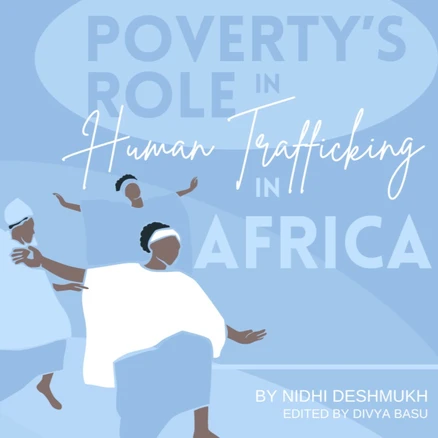 POVERTY'S
ROLE IN
Human Trafficking
IN
AFRICA
BY NIDHI DESHMUKH
EDITED BY DIVYA BASU